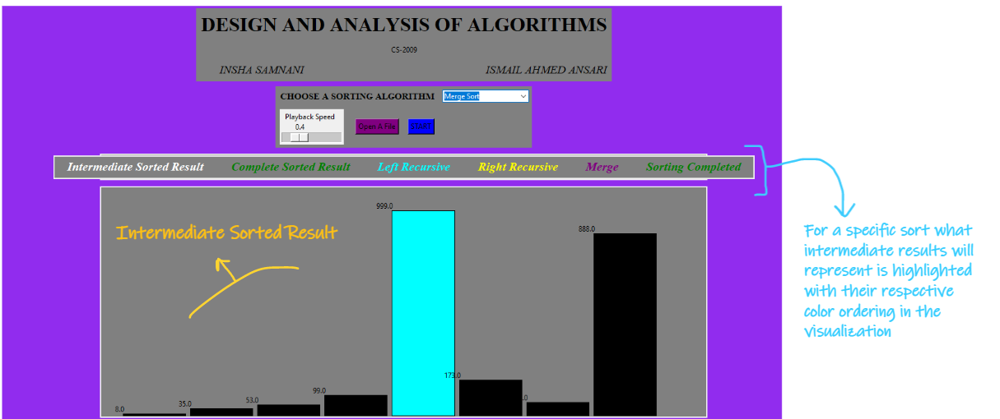 DESIGN AND ANALYSIS OF ALGORITHMS
CS-2009
INSHA SAMNANI ISMAIL AHMED ANSARI
CHOOSE A SORTING ALGORITHM Merge Sort
Playback Speed
0.4
Open A File START
Intermediate Sorted Result Complete Sorted Result Left Recursive Right Recursive Merge Sorting Completed
999.0
888.0
Intermediate Sorted Result
For a specific sort what
intermediate results will
represent is highlighted
with their respective
color ordering in the
visualization
173.0
99.0
53.0
35.0
8.0